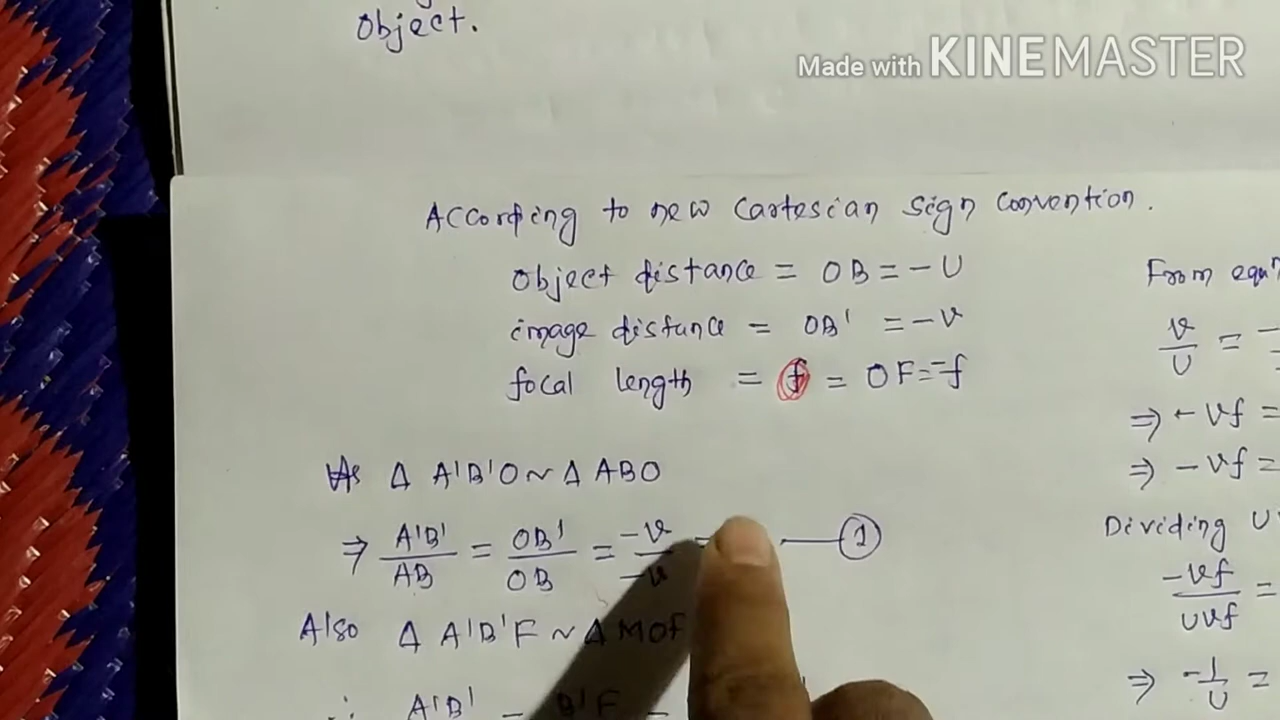 Object.
Made with KINEMASTER
According to new Cartesian sign convention.
Object distance = OB = -U
image distance = OB' = -v
focal length = f = OF = -f
As Δ A'B'O ~ Δ ABO
⇒ A'B'/AB = OB'/OB = -v/-u = ——①
Also Δ A'B'F ~ Δ MOF
∴ A'B' = B'F =
From eqn
v/U = -
⇒ -vf =
⇒ -vf =
Dividing U
-vf/uvf =
⇒ -1/U =